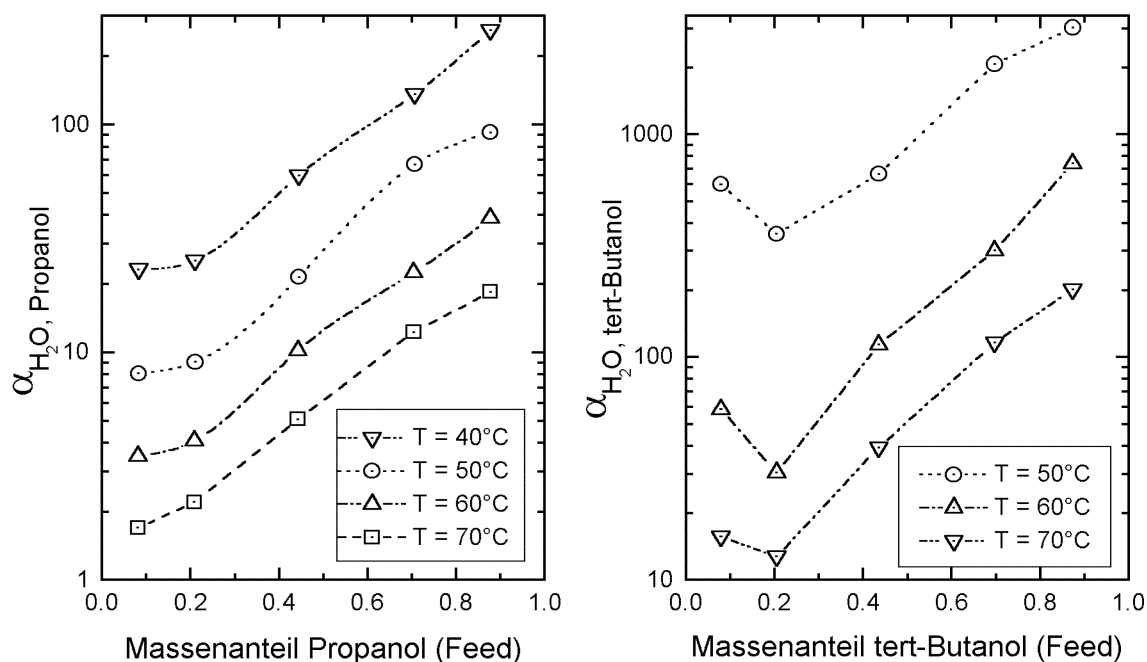 α H₂O, Propanol
100
10
1
0.0 0.2 0.4 0.6 0.8 1.0
Massenanteil Propanol (Feed)
T = 40°C
T = 50°C
T = 60°C
T = 70°C
α H₂O, tert-Butanol
1000
100
10
0.0 0.2 0.4 0.6 0.8 1.0
Massenanteil tert-Butanol (Feed)
T = 50°C
T = 60°C
T = 70°C